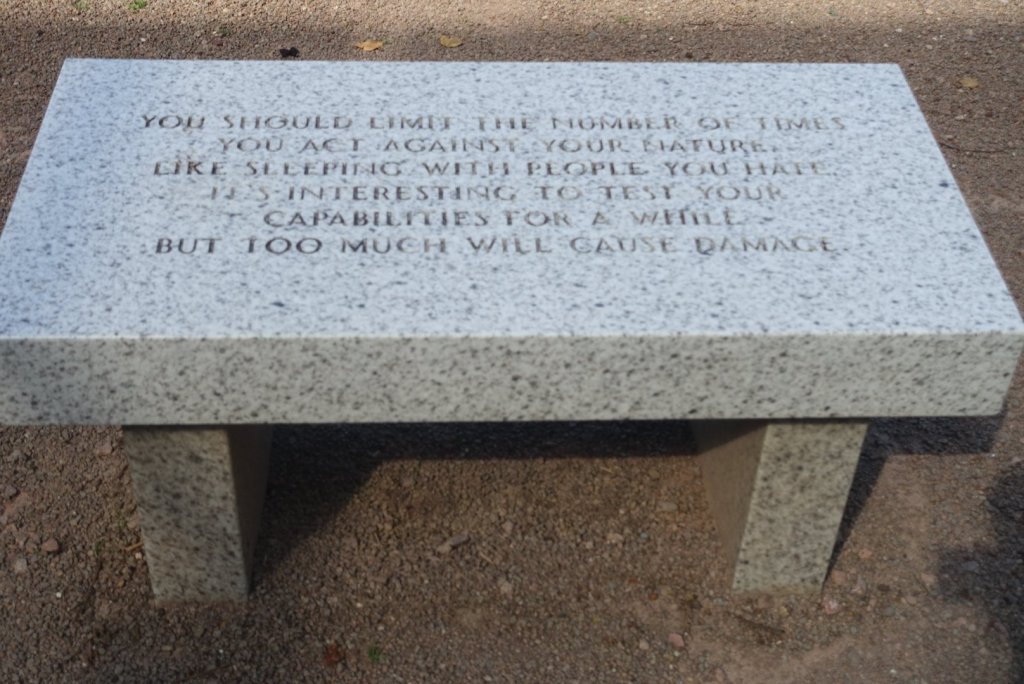 YOU SHOULD LIMIT THE NUMBER OF TIMES
YOU ACT AGAINST YOUR NATURE,
LIKE SLEEPING WITH PEOPLE YOU HATE.
IT'S INTERESTING TO TEST YOUR
CAPABILITIES FOR A WHILE
BUT TOO MUCH WILL CAUSE DAMAGE.